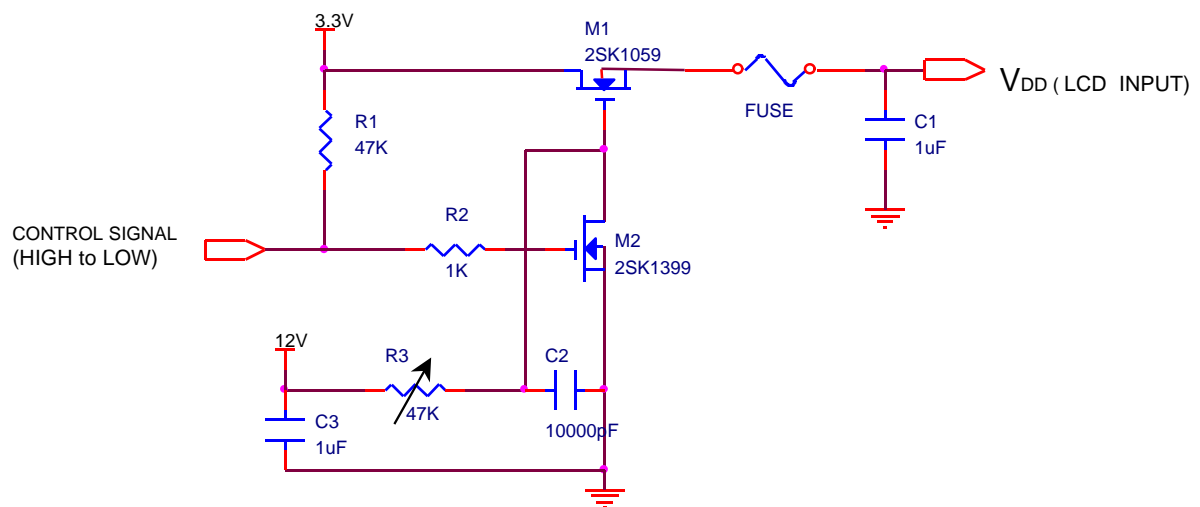 3.3V
M1
2SK1059
FUSE
VDD ( LCD INPUT)
R1
47K
C1
1uF
CONTROL SIGNAL
(HIGH to LOW)
R2
1K
M2
2SK1399
12V
R3
47K
C2
10000pF
C3
1uF